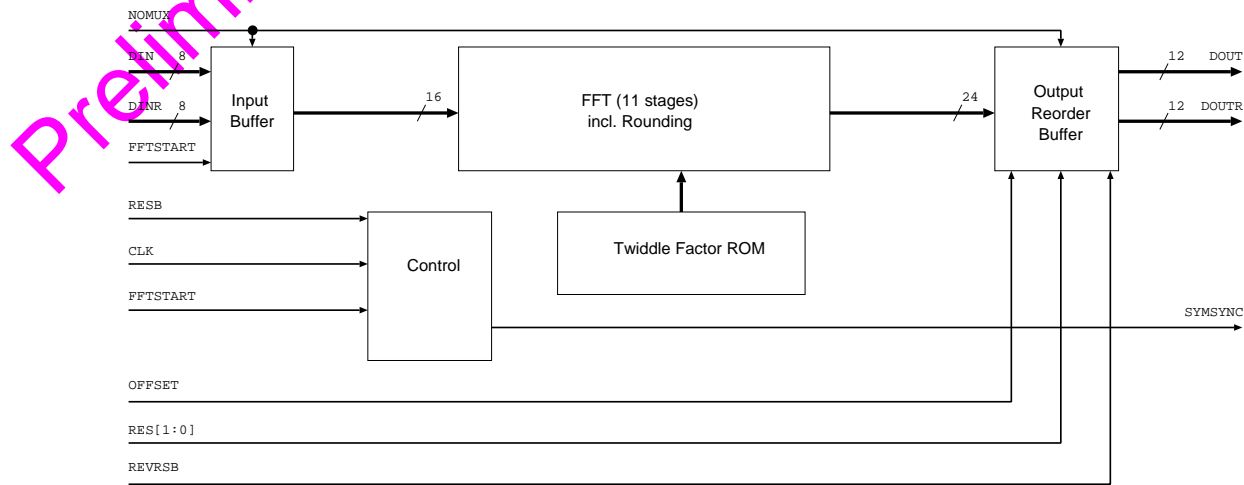 NOMUX
DIN 8
DINR 8
FFTSTART
Input
Buffer
16
FFT (11 stages)
incl. Rounding
24
Output
Reorder
Buffer
12 DOUT
12 DOUTR
RESB
CLK
FFTSTART
Control
Twiddle Factor ROM
SYMSYNC
OFFSET
RES[1:0]
REVRSB